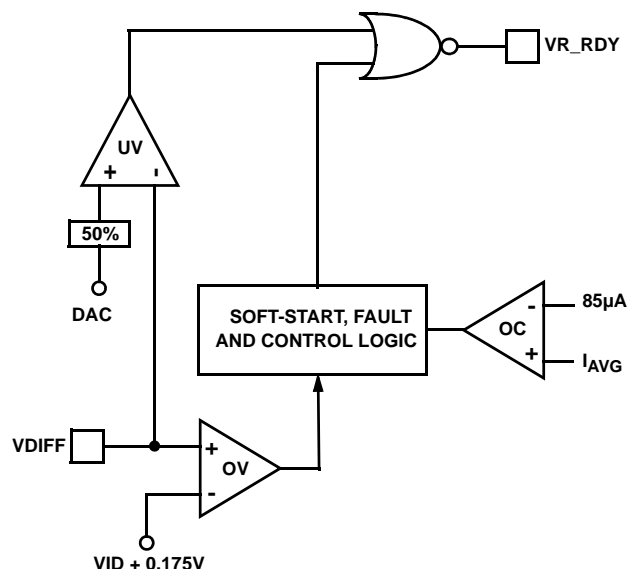 VR_RDY
UV
+ -
50%
DAC
SOFT-START, FAULT
AND CONTROL LOGIC
- 85µA
OC
+ IAVG
VDIFF
+
OV
-
VID + 0.175V